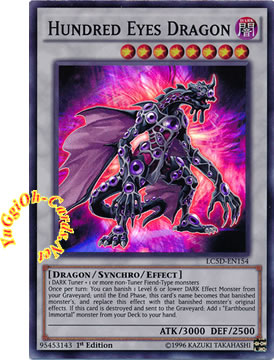 HUNDRED EYES DRAGON
DARK
闇
YuGiOh-Cards.Net
LC5D-EN154
[DRAGON/SYNCHRO/EFFECT]
1 DARK Tuner + 1 or more non-Tuner Fiend-Type monsters
Once per turn: You can banish 1 Level 6 or lower DARK Effect Monster from
your Graveyard; until the End Phase, this card's name becomes that banished
monster's, and replace this effect with that banished monster's original
effects. If this card is destroyed and sent to the Graveyard: Add 1 "Earthbound
Immortal" monster from your Deck to your hand.
ATK/3000 DEF/2500
95453143 1st Edition
©1996 KAZUKI TAKAHASHI